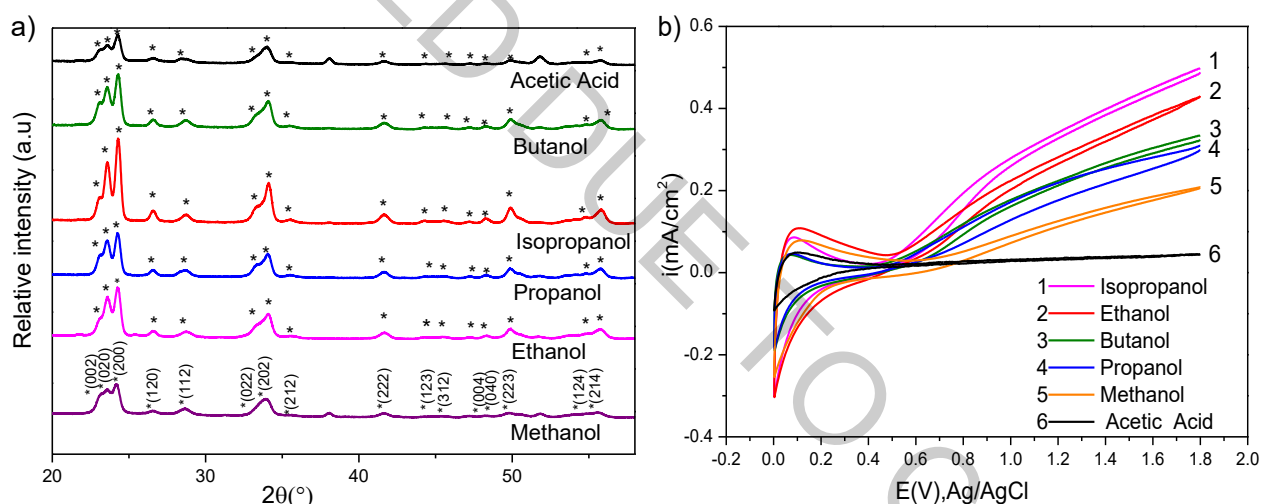 a)
Relative intensity (a.u)
Acetic Acid
Butanol
Isopropanol
Propanol
Ethanol
Methanol
*(002)
*(020)
*(200)
*(120)
*(112)
*(022)
*(202)
*(212)
*(222)
*(123)
*(312)
*(004)
*(040)
*(223)
*(124)
*(214)
20 30 40 50
2θ(°)
b)
i(mA/cm²)
0.6
0.4
0.2
0.0
-0.2
-0.4
1
2
3
4
5
6
1 Isopropanol
2 Ethanol
3 Butanol
4 Propanol
5 Methanol
6 Acetic Acid
-0.2 0.0 0.2 0.4 0.6 0.8 1.0 1.2 1.4 1.6 1.8 2.0
E(V),Ag/AgCl
D DUE TO